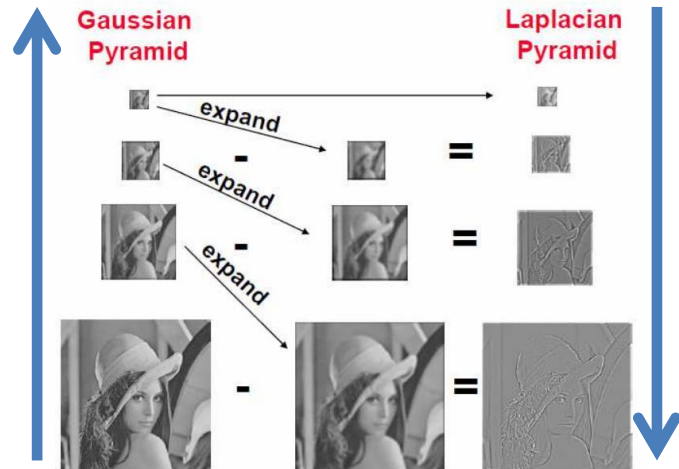 Gaussian
Pyramid
Laplacian
Pyramid
expand
- =
expand
- =
expand
- =